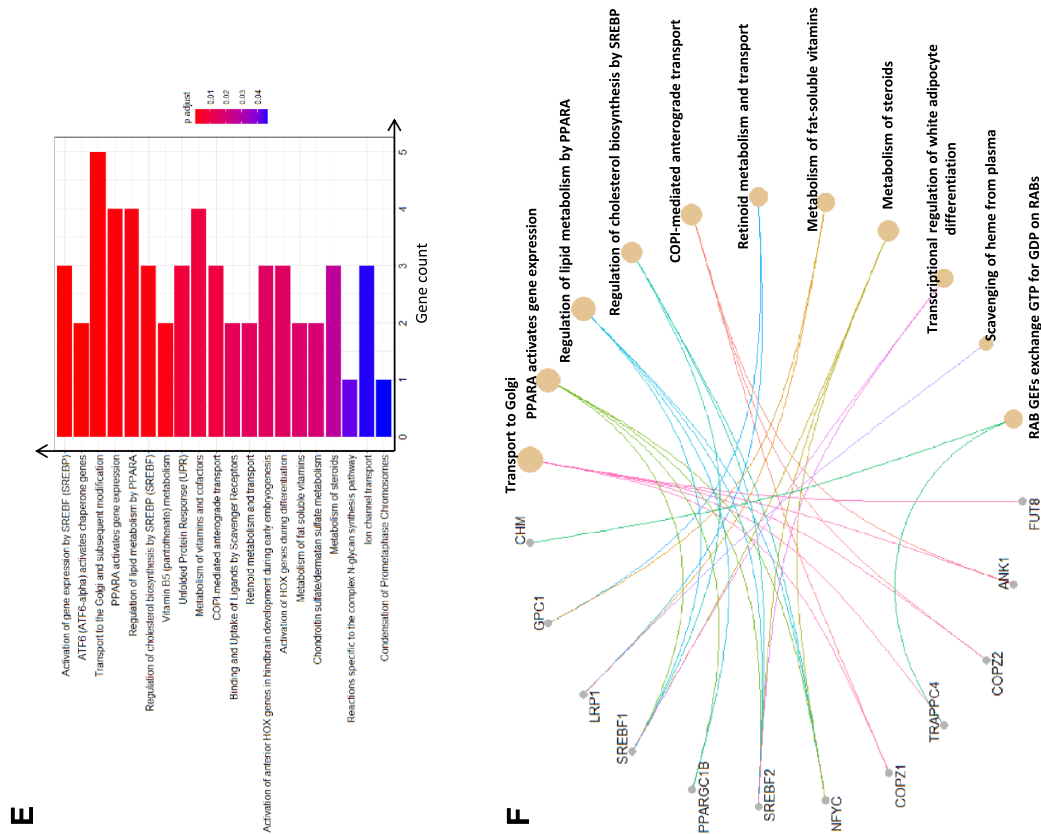 E
p.adjust
0.01
0.02
0.03
0.04
Activation of gene expression by SREBF (SREBP)
ATF6 (ATF6-alpha) activates chaperone genes
Transport to the Golgi and subsequent modification
PPARA activates gene expression
Regulation of lipid metabolism by PPARA
Regulation of cholesterol biosynthesis by SREBP (SREBF)
Vitamin B5 (pantothenate) metabolism
Unfolded Protein Response (UPR)
Metabolism of vitamins and cofactors
COPI-mediated anterograde transport
Binding and Uptake of Ligands by Scavenger Receptors
Retinoid metabolism and transport
Activation of anterior HOX genes in hindbrain development during early embryogenesis
Activation of HOX genes during differentiation
Metabolism of fat-soluble vitamins
Chondroitin sulfate/dermatan sulfate metabolism
Metabolism of steroids
Reactions specific to the complex N-glycan synthesis pathway
Ion channel transport
Condensation of Prometaphase Chromosomes
0
1
2
3
4
5
Gene count
F
Transport to Golgi
PPARA activates gene expression
Regulation of lipid metabolism by PPARA
Regulation of cholesterol biosynthesis by SREBP
COPI-mediated anterograde transport
Retinoid metabolism and transport
Metabolism of fat-soluble vitamins
Metabolism of steroids
Transcriptional regulation of white adipocyte
differentiation
Scavenging of heme from plasma
RAB GEFs exchange GTP for GDP on RABs
CHM
GPC1
LRP1
SREBF1
PPARGC1B
SREBF2
NFYC
COPZ1
TRAPPC4
COPZ2
ANK1
FUT8